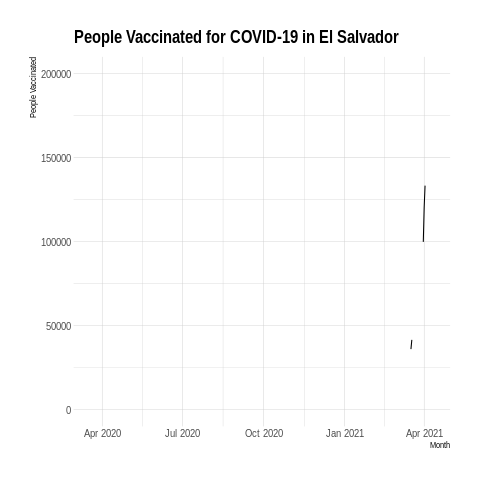 People Vaccinated for COVID-19 in El Salvador
People Vaccinated
200000
150000
100000
50000
0
Apr 2020 Jul 2020 Oct 2020 Jan 2021 Apr 2021
Month